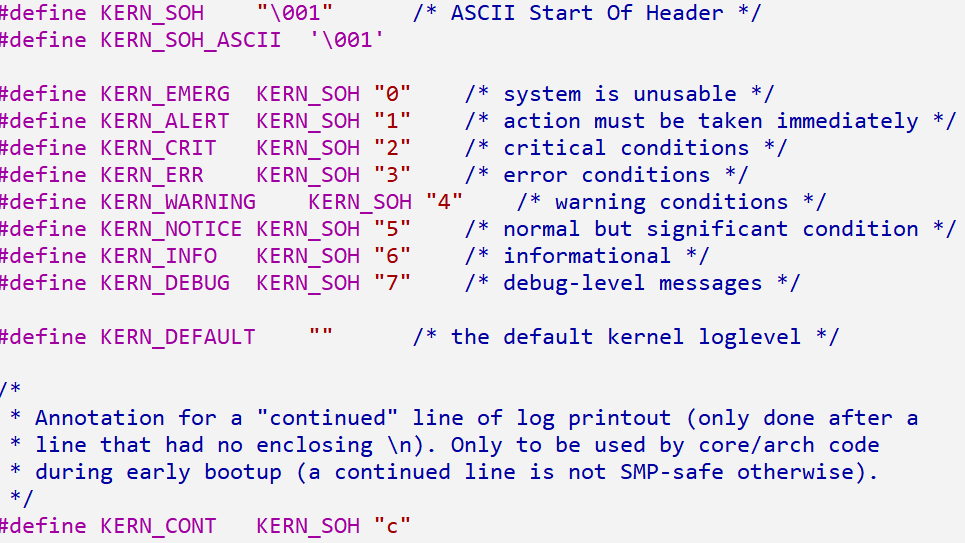 #define KERN_SOH    "\001"      /* ASCII Start Of Header */
#define KERN_SOH_ASCII  '\001'

#define KERN_EMERG  KERN_SOH "0"    /* system is unusable */
#define KERN_ALERT  KERN_SOH "1"    /* action must be taken immediately */
#define KERN_CRIT   KERN_SOH "2"    /* critical conditions */
#define KERN_ERR    KERN_SOH "3"    /* error conditions */
#define KERN_WARNING    KERN_SOH "4"    /* warning conditions */
#define KERN_NOTICE KERN_SOH "5"    /* normal but significant condition */
#define KERN_INFO   KERN_SOH "6"    /* informational */
#define KERN_DEBUG  KERN_SOH "7"    /* debug-level messages */

#define KERN_DEFAULT    ""      /* the default kernel loglevel */

/*
 * Annotation for a "continued" line of log printout (only done after a
 * line that had no enclosing \n). Only to be used by core/arch code
 * during early bootup (a continued line is not SMP-safe otherwise).
 */
#define KERN_CONT   KERN_SOH "c"